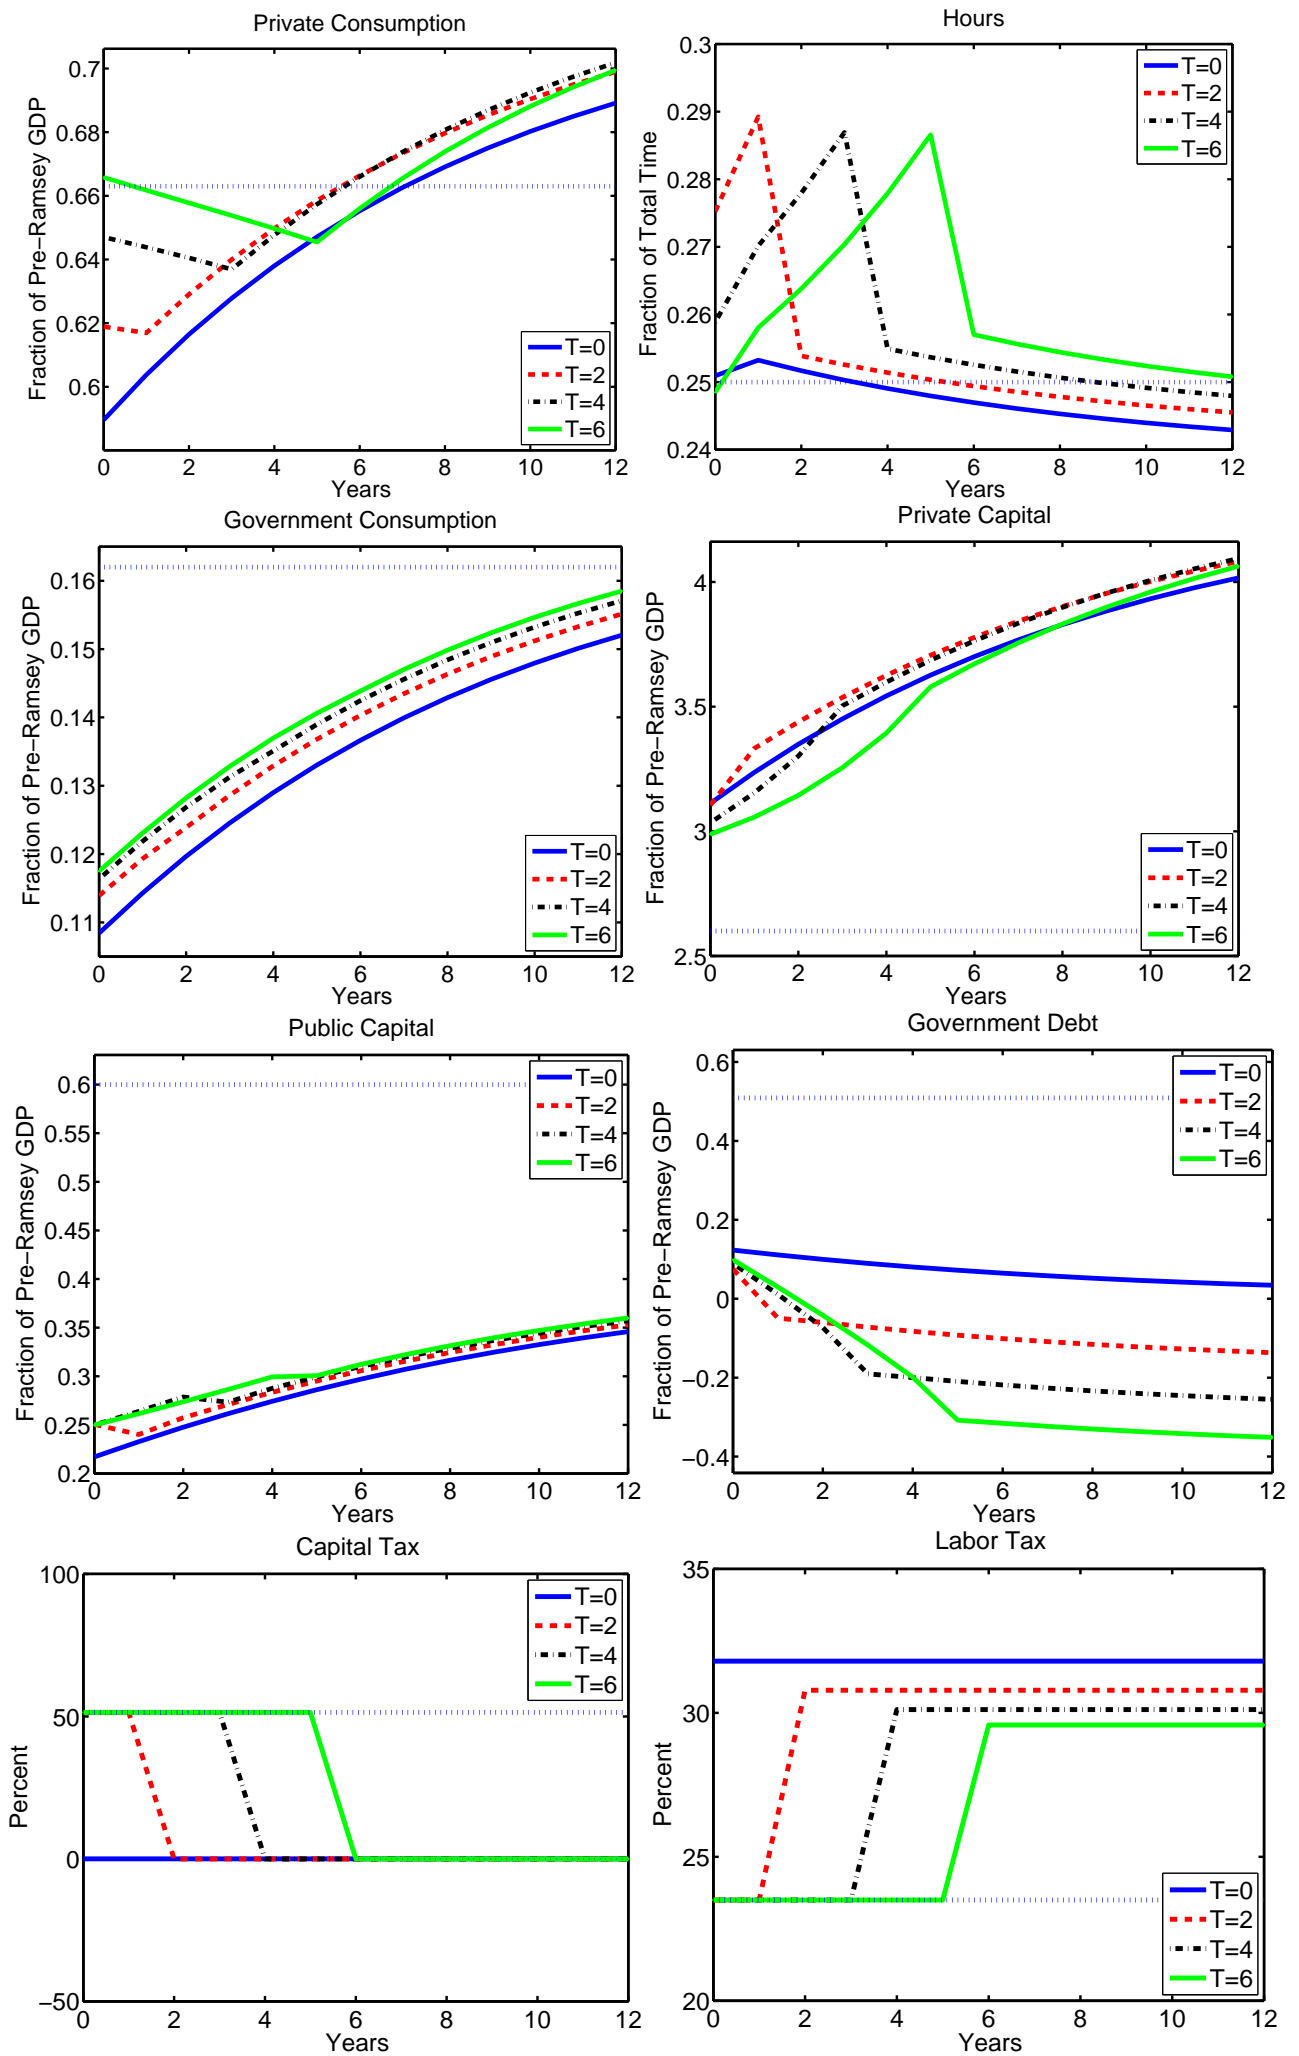 Private Consumption
Fraction of Pre−Ramsey GDP
0.7
0.68
0.66
0.64
0.62
0.6
T=0
T=2
T=4
T=6
0 2 4 6 8 10 12
Years
Hours
Fraction of Total Time
0.3
0.29
0.28
0.27
0.26
0.25
0.24
T=0
T=2
T=4
T=6
0 2 4 6 8 10 12
Years
Government Consumption
Fraction of Pre−Ramsey GDP
0.16
0.15
0.14
0.13
0.12
0.11
T=0
T=2
T=4
T=6
0 2 4 6 8 10 12
Years
Private Capital
Fraction of Pre−Ramsey GDP
4
3.5
3
2.5
T=0
T=2
T=4
T=6
0 2 4 6 8 10 12
Years
Public Capital
Fraction of Pre−Ramsey GDP
0.6
0.55
0.5
0.45
0.4
0.35
0.3
0.25
0.2
T=0
T=2
T=4
T=6
0 2 4 6 8 10 12
Years
Government Debt
Fraction of Pre−Ramsey GDP
0.6
0.4
0.2
0
−0.2
−0.4
T=0
T=2
T=4
T=6
0 2 4 6 8 10 12
Years
Capital Tax
Percent
100
50
0
−50
T=0
T=2
T=4
T=6
0 2 4 6 8 10 12
Years
Labor Tax
Percent
35
30
25
20
T=0
T=2
T=4
T=6
0 2 4 6 8 10 12
Years